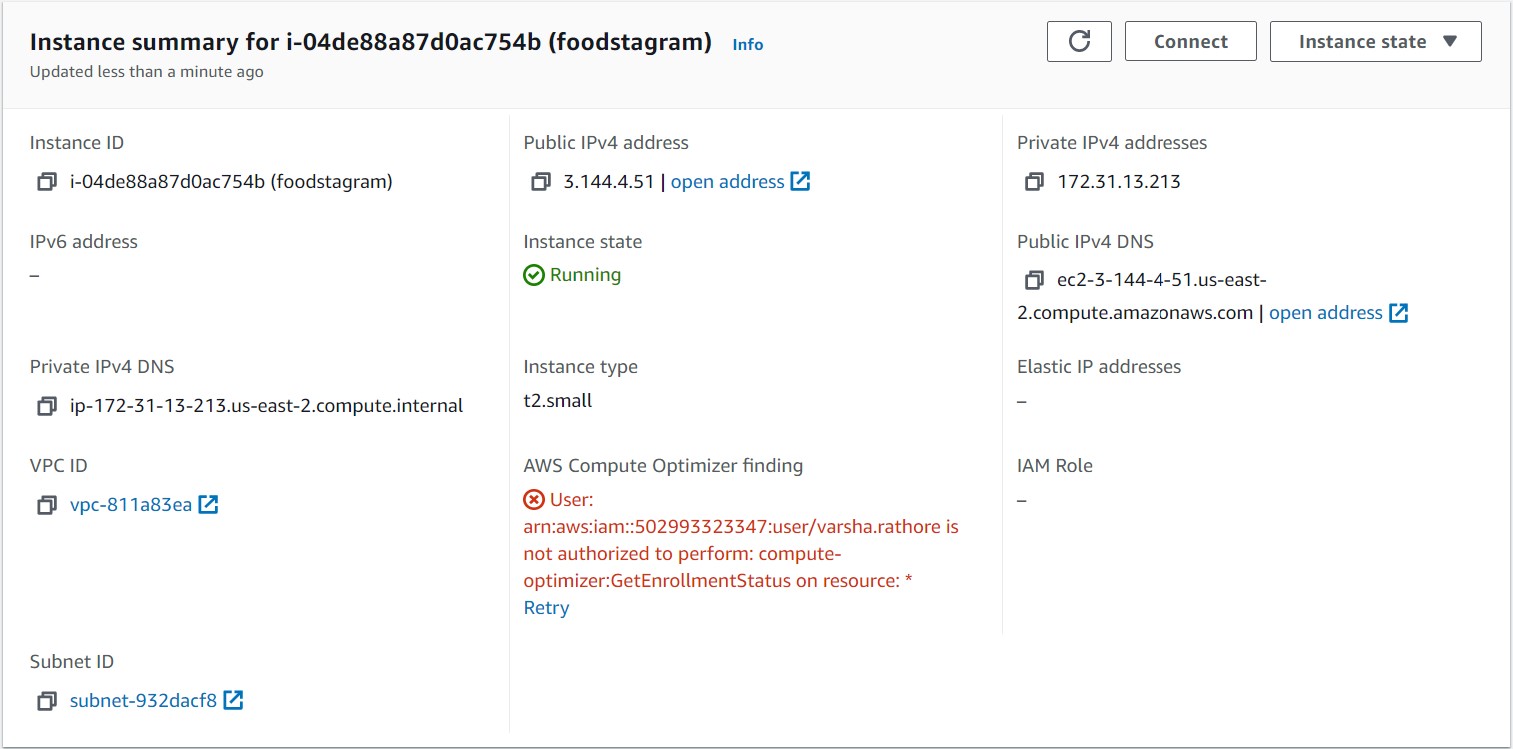 Instance summary for i-04de88a87d0ac754b (foodstagram) Info
Updated less than a minute ago
Connect
Instance state
Instance ID
i-04de88a87d0ac754b (foodstagram)
Public IPv4 address
3.144.4.51 | open address
Private IPv4 addresses
172.31.13.213
IPv6 address
–
Instance state
Running
Public IPv4 DNS
ec2-3-144-4-51.us-east-
2.compute.amazonaws.com | open address
Private IPv4 DNS
ip-172-31-13-213.us-east-2.compute.internal
Instance type
t2.small
Elastic IP addresses
–
VPC ID
vpc-811a83ea
AWS Compute Optimizer finding
User:
arn:aws:iam::502993323347:user/varsha.rathore is
not authorized to perform: compute-
optimizer:GetEnrollmentStatus on resource: *
Retry
IAM Role
–
Subnet ID
subnet-932dacf8